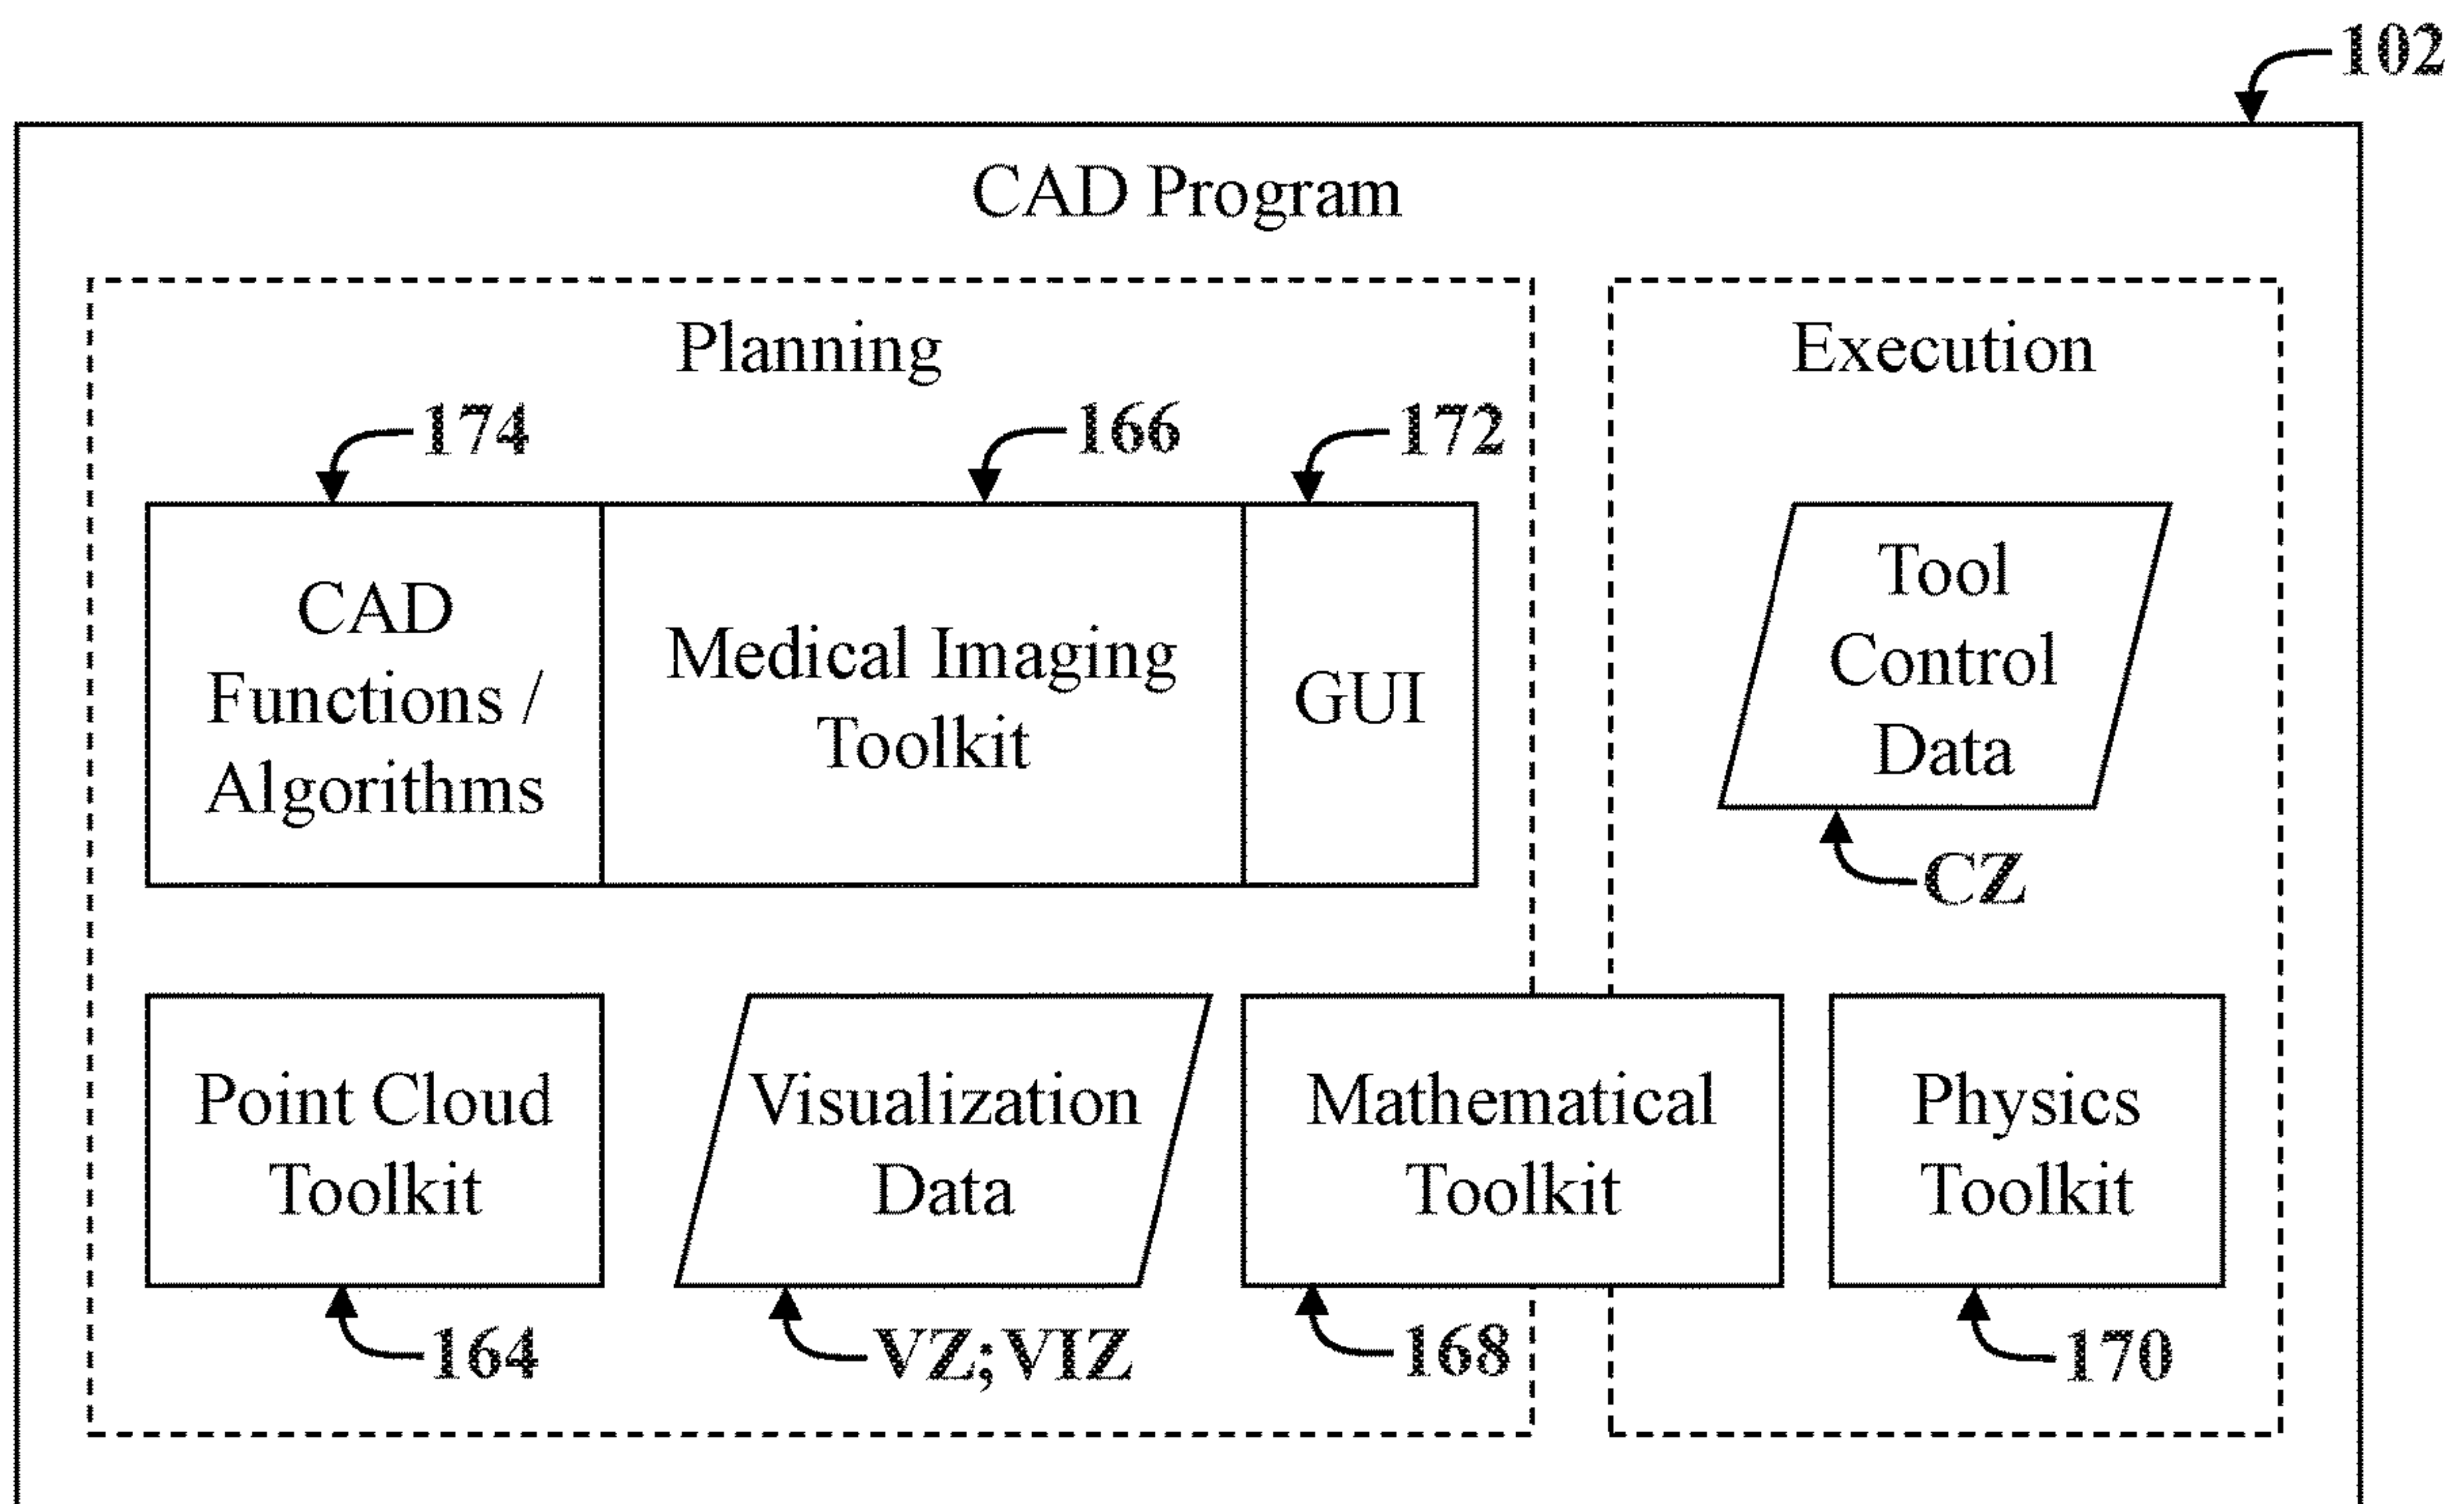 102
CAD Program
Planning
Execution
174
166
172
CAD
Functions /
Algorithms
Medical Imaging
Toolkit
GUI
Tool
Control
Data
CZ
Point Cloud
Toolkit
Visualization
Data
Mathematical
Toolkit
Physics
Toolkit
164
VZ;VIZ
168
170